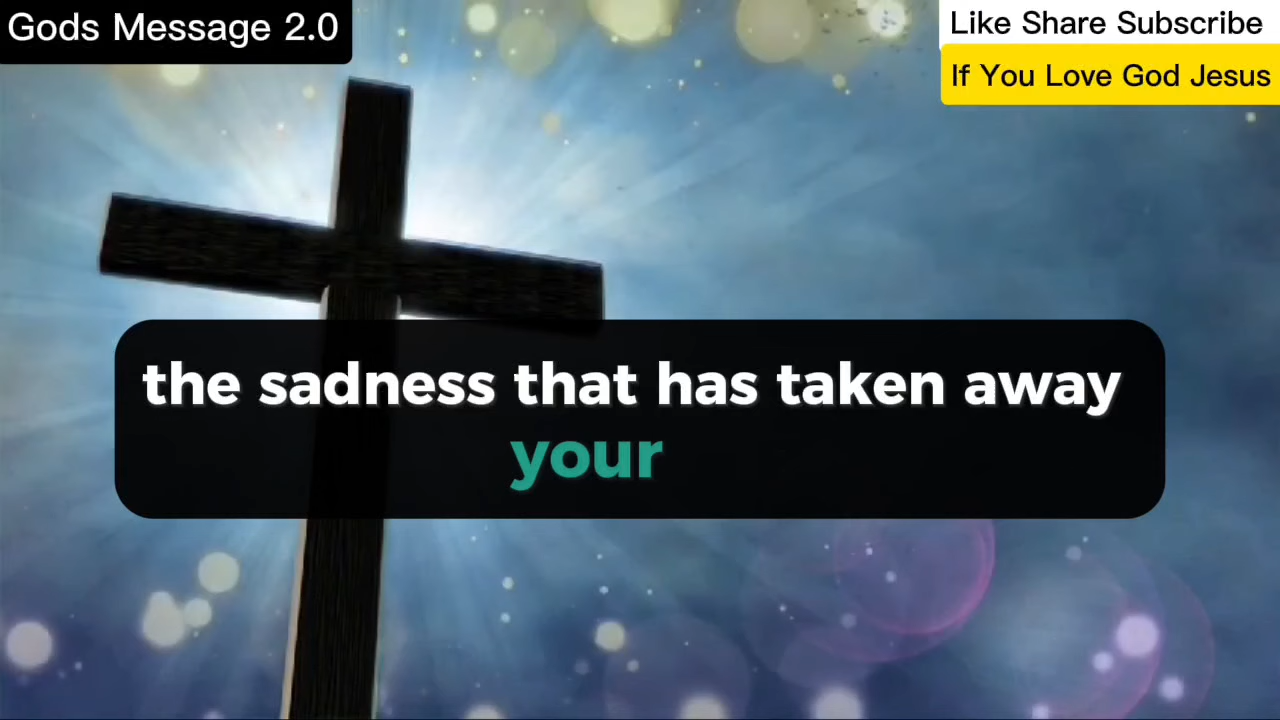 Gods Message 2.0
Like Share Subscribe
If You Love God Jesus
the sadness that has taken away
your